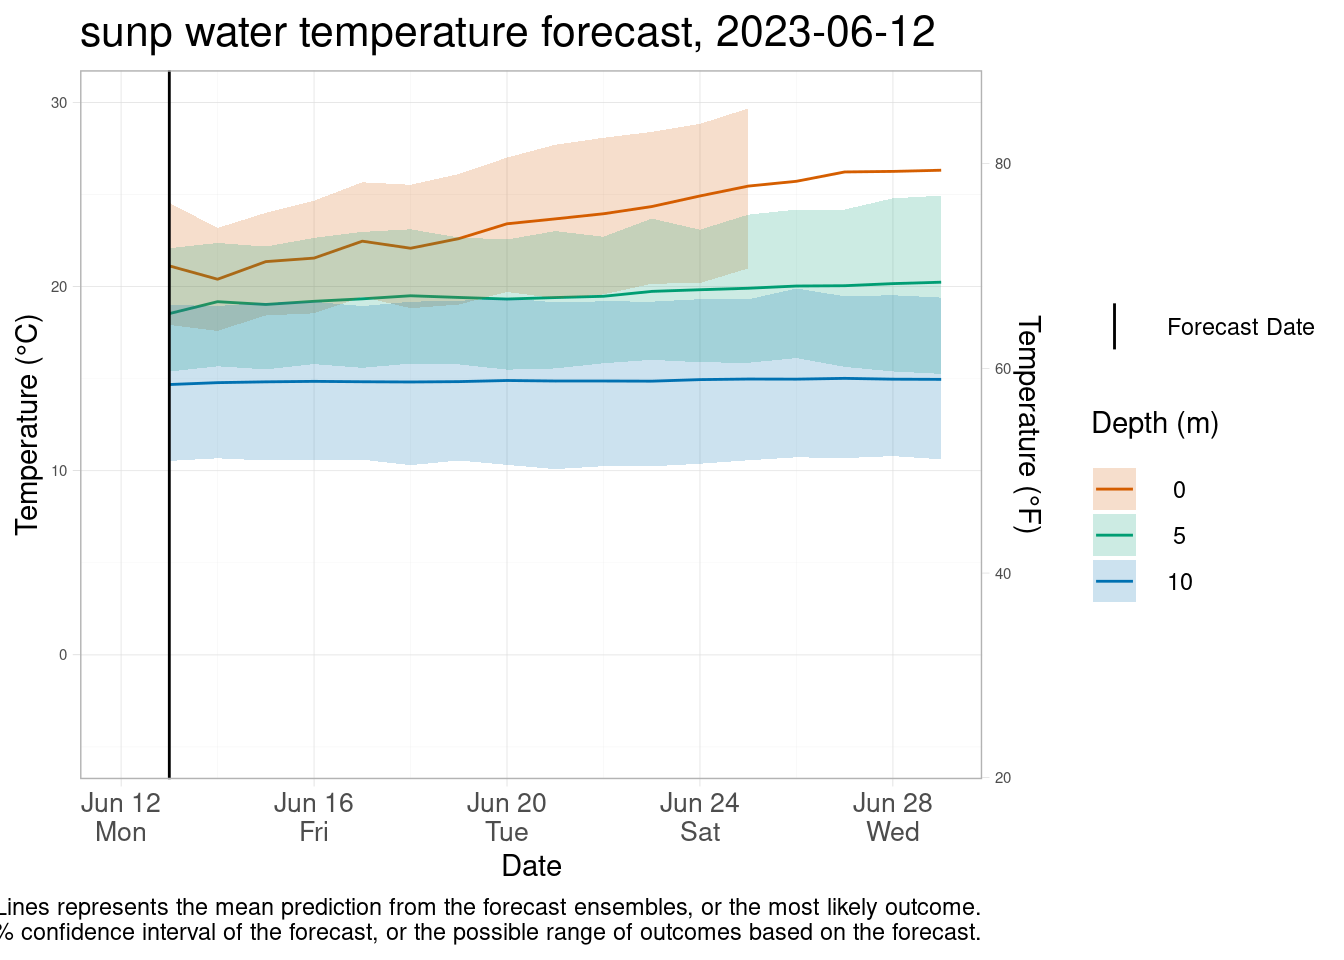 sunp water temperature forecast, 2023-06-12
30
20
10
0
Temperature (°C)
80
60
40
20
Temperature (°F)
Jun 12
Mon
Jun 16
Fri
Jun 20
Tue
Jun 24
Sat
Jun 28
Wed
Date
Forecast Date
Depth (m)
0
5
10
Lines represents the mean prediction from the forecast ensembles, or the most likely outcome.
% confidence interval of the forecast, or the possible range of outcomes based on the forecast.